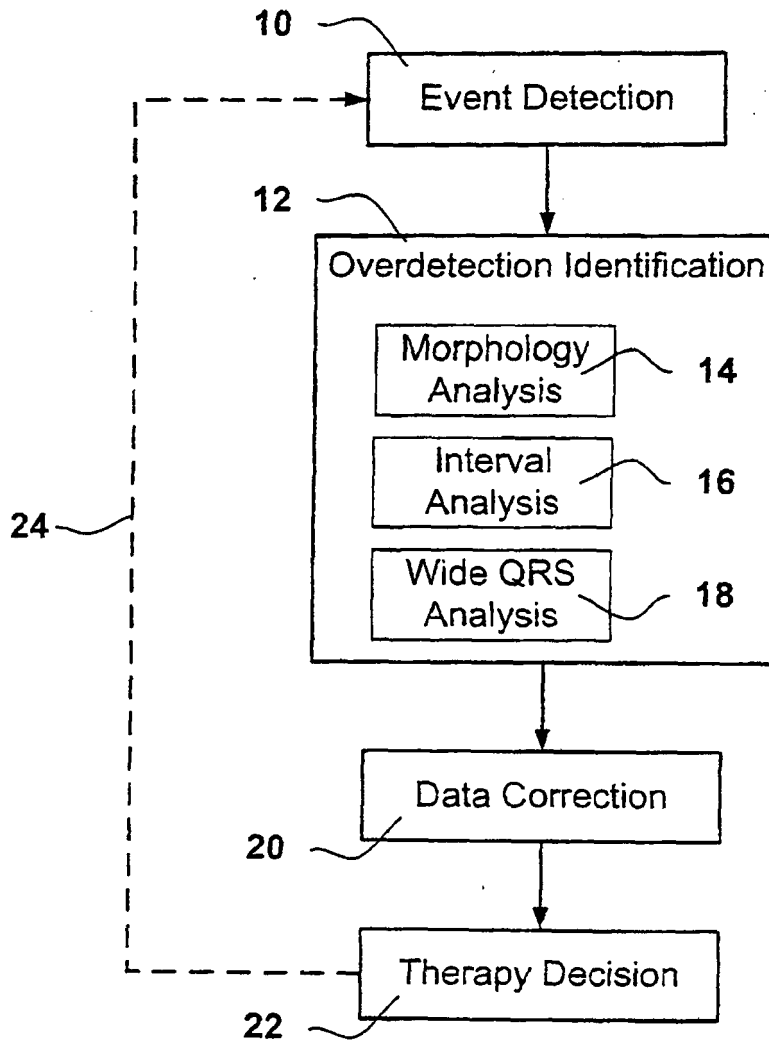 10
Event Detection
12
Overdetection Identification
Morphology
Analysis
14
Interval
Analysis
16
Wide QRS
Analysis
18
24
Data Correction
20
Therapy Decision
22